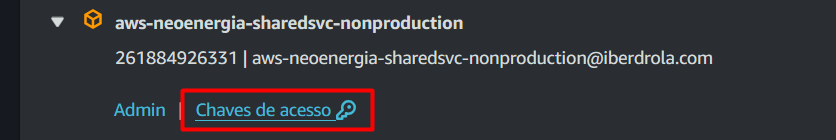 aws-neoenergia-sharedsvc-nonproduction
261884926331 | aws-neoenergia-sharedsvc-nonproduction@iberdrola.com
Admin | Chaves de acesso